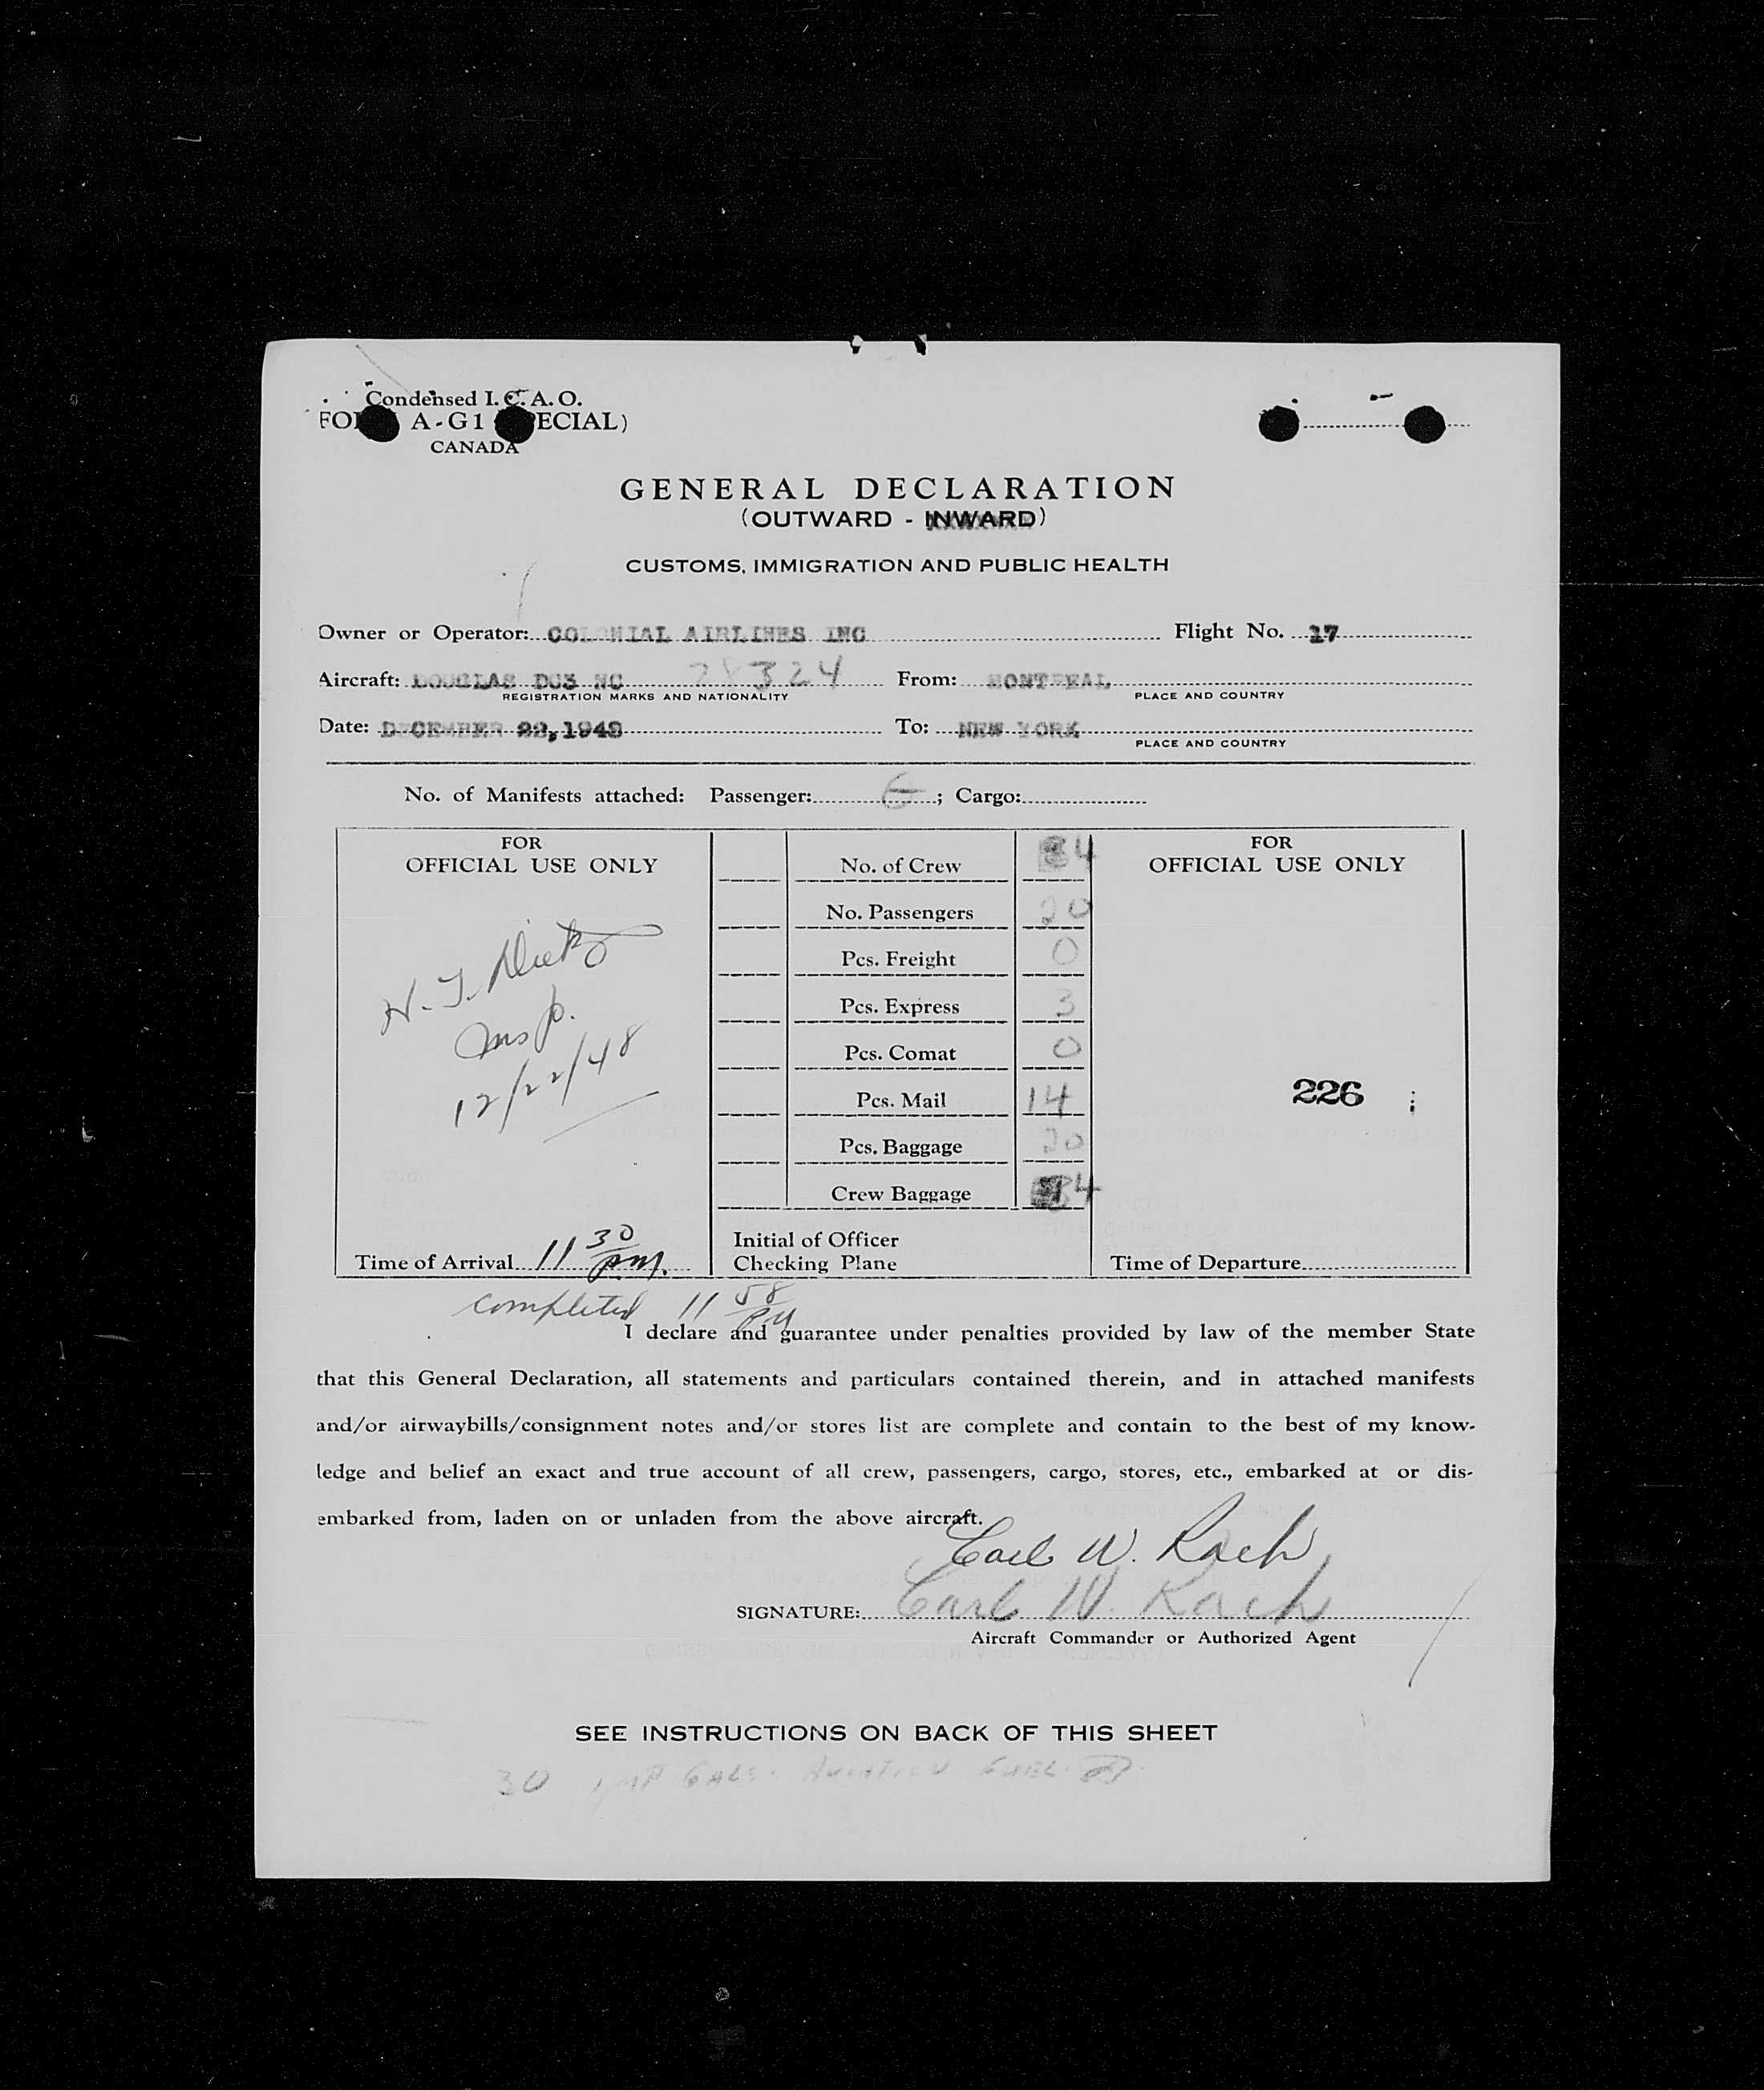 Condensed I. C. A. O.
A-G1
CANADA
GENERAL DECLARATION
(OUTWARD - INWARD)
CUSTOMS, IMMIGRATION AND PUBLIC HEALTH
Owner or Operator: COLONIAL AIRLINES INC Flight No. 17
Aircraft: DOUGLAS DC3 NC 28324 From: MONTREAL
REGISTRATION MARKS AND NATIONALITY PLACE AND COUNTRY
Date: DECEMBER 22, 1948 To: NEW YORK
PLACE AND COUNTRY
No. of Manifests attached: Passenger: ; Cargo:
FOR
OFFICIAL USE ONLY
H. J.
Insp.
12/22/48
Time of Arrival 11 30 P.M.
No. of Crew 4
No. Passengers 20
Pcs. Freight 0
Pcs. Express 3
Pcs. Comat 0
Pcs. Mail 14
Pcs. Baggage 20
Crew Baggage 4
Initial of Officer
Checking Plane
FOR
OFFICIAL USE ONLY
226
Time of Departure
completed 11 58 PM
I declare and guarantee under penalties provided by law of the member State
that this General Declaration, all statements and particulars contained therein, and in attached manifests
and/or airwaybills/consignment notes and/or stores list are complete and contain to the best of my know-
ledge and belief an exact and true account of all crew, passengers, cargo, stores, etc., embarked at or dis-
embarked from, laden on or unladen from the above aircraft.
Carl W. Rach
SIGNATURE: Carl W. Rach
Aircraft Commander or Authorized Agent
SEE INSTRUCTIONS ON BACK OF THIS SHEET
30 IMP GALS. AVIATION FUEL